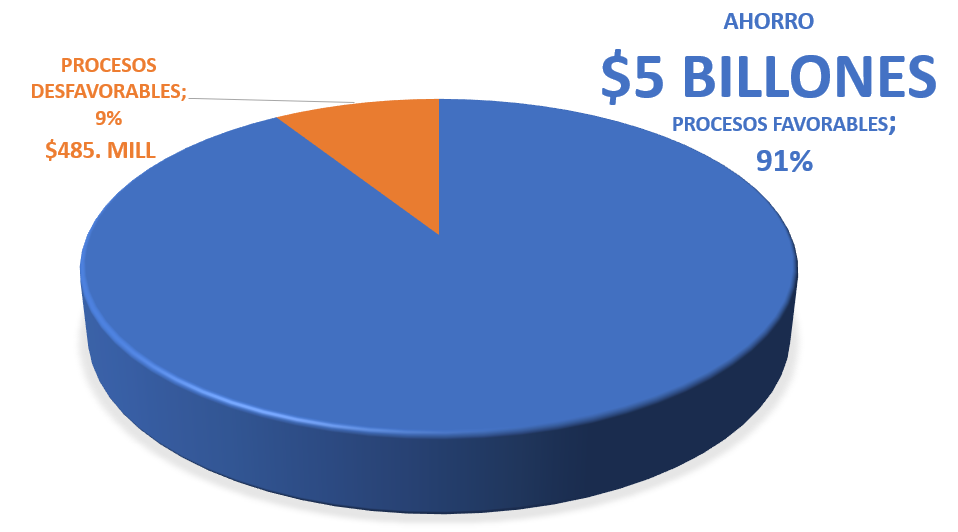 PROCESOS
DESFAVORABLES;
9%
$485. MILL
AHORRO
$5 BILLONES
PROCESOS FAVORABLES;
91%